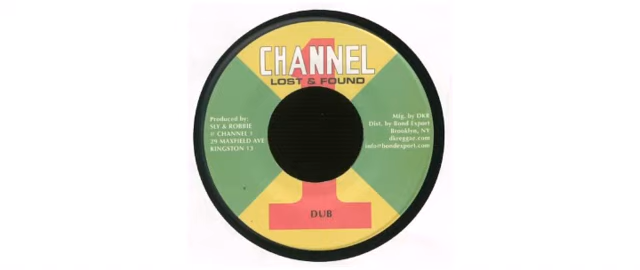 CHANNEL
1
LOST & FOUND
Produced by:
SLY & ROBBIE
@ CHANNEL 1
29 MAXFIELD AVE
KINGSTON 13
Mfg. by DKR
Dist. by Bond Export
Brooklyn, NY
dkreggae.com
info@bondexport.com
DUB